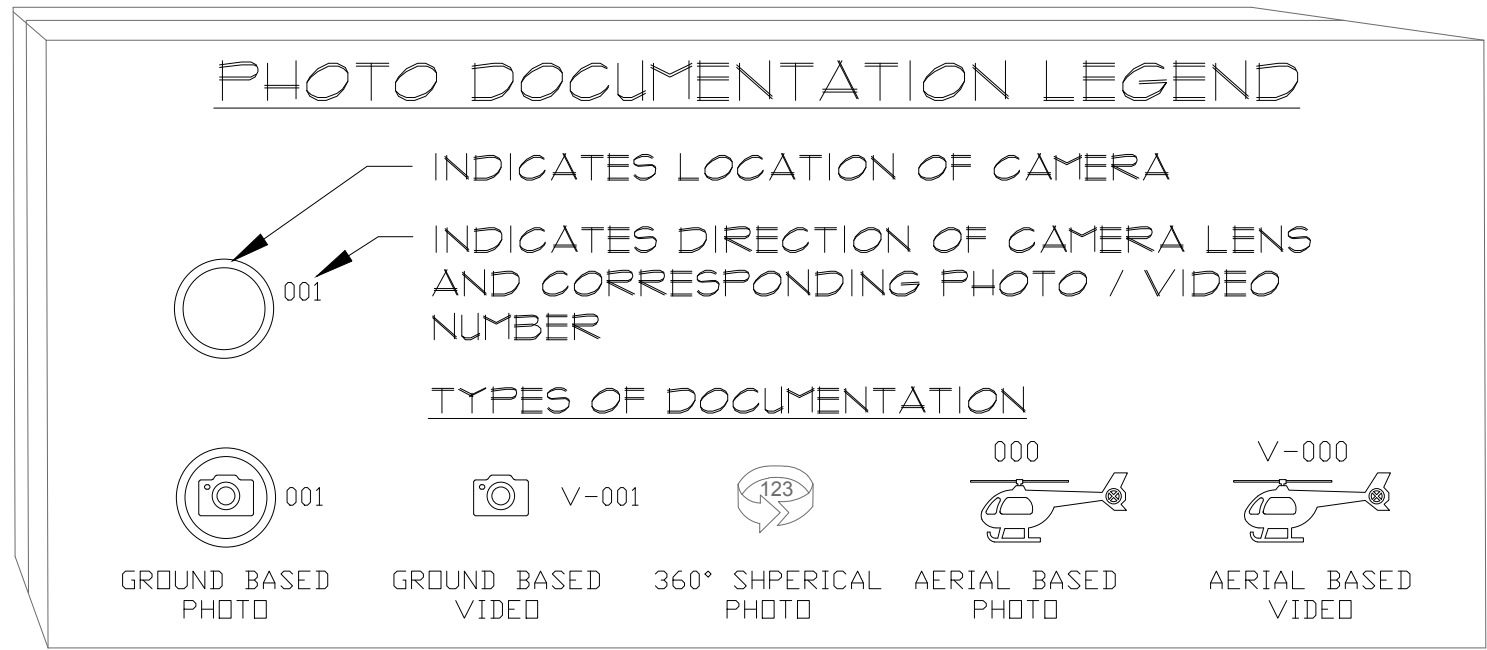 PHOTO DOCUMENTATION LEGEND
INDICATES LOCATION OF CAMERA
001
INDICATES DIRECTION OF CAMERA LENS
AND CORRESPONDING PHOTO / VIDEO
NUMBER
TYPES OF DOCUMENTATION
001
GROUND BASED
PHOTO
V-001
GROUND BASED
VIDEO
123
360° SHPERICAL
PHOTO
000
AERIAL BASED
PHOTO
V-000
AERIAL BASED
VIDEO